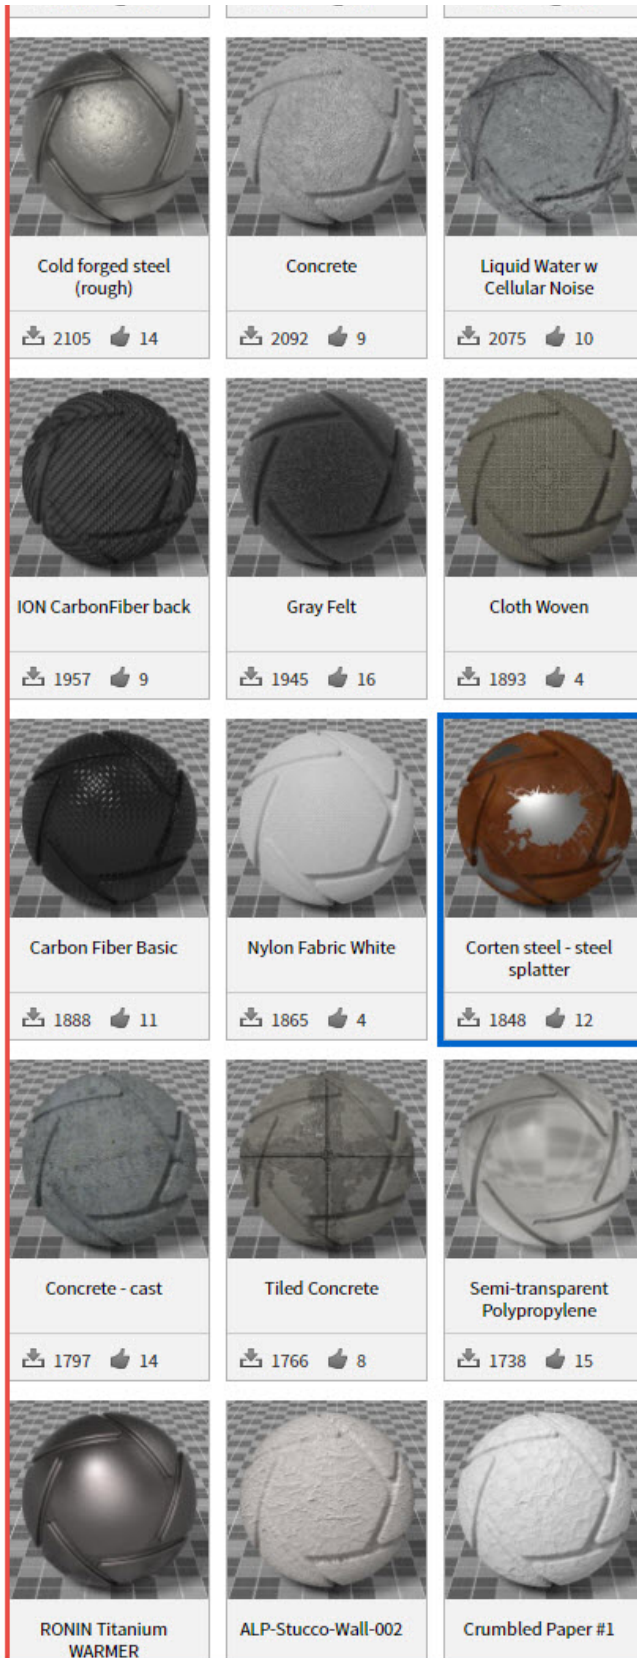 Cold forged steel
(rough)
Concrete
Liquid Water w
Cellular Noise
2105 14
2092 9
2075 10
ION CarbonFiber back
Gray Felt
Cloth Woven
1957 9
1945 16
1893 4
Carbon Fiber Basic
Nylon Fabric White
Corten steel - steel
splatter
1888 11
1865 4
1848 12
Concrete - cast
Tiled Concrete
Semi-transparent
Polypropylene
1797 14
1766 8
1738 15
RONIN Titanium
WARMER
ALP-Stucco-Wall-002
Crumbled Paper #1